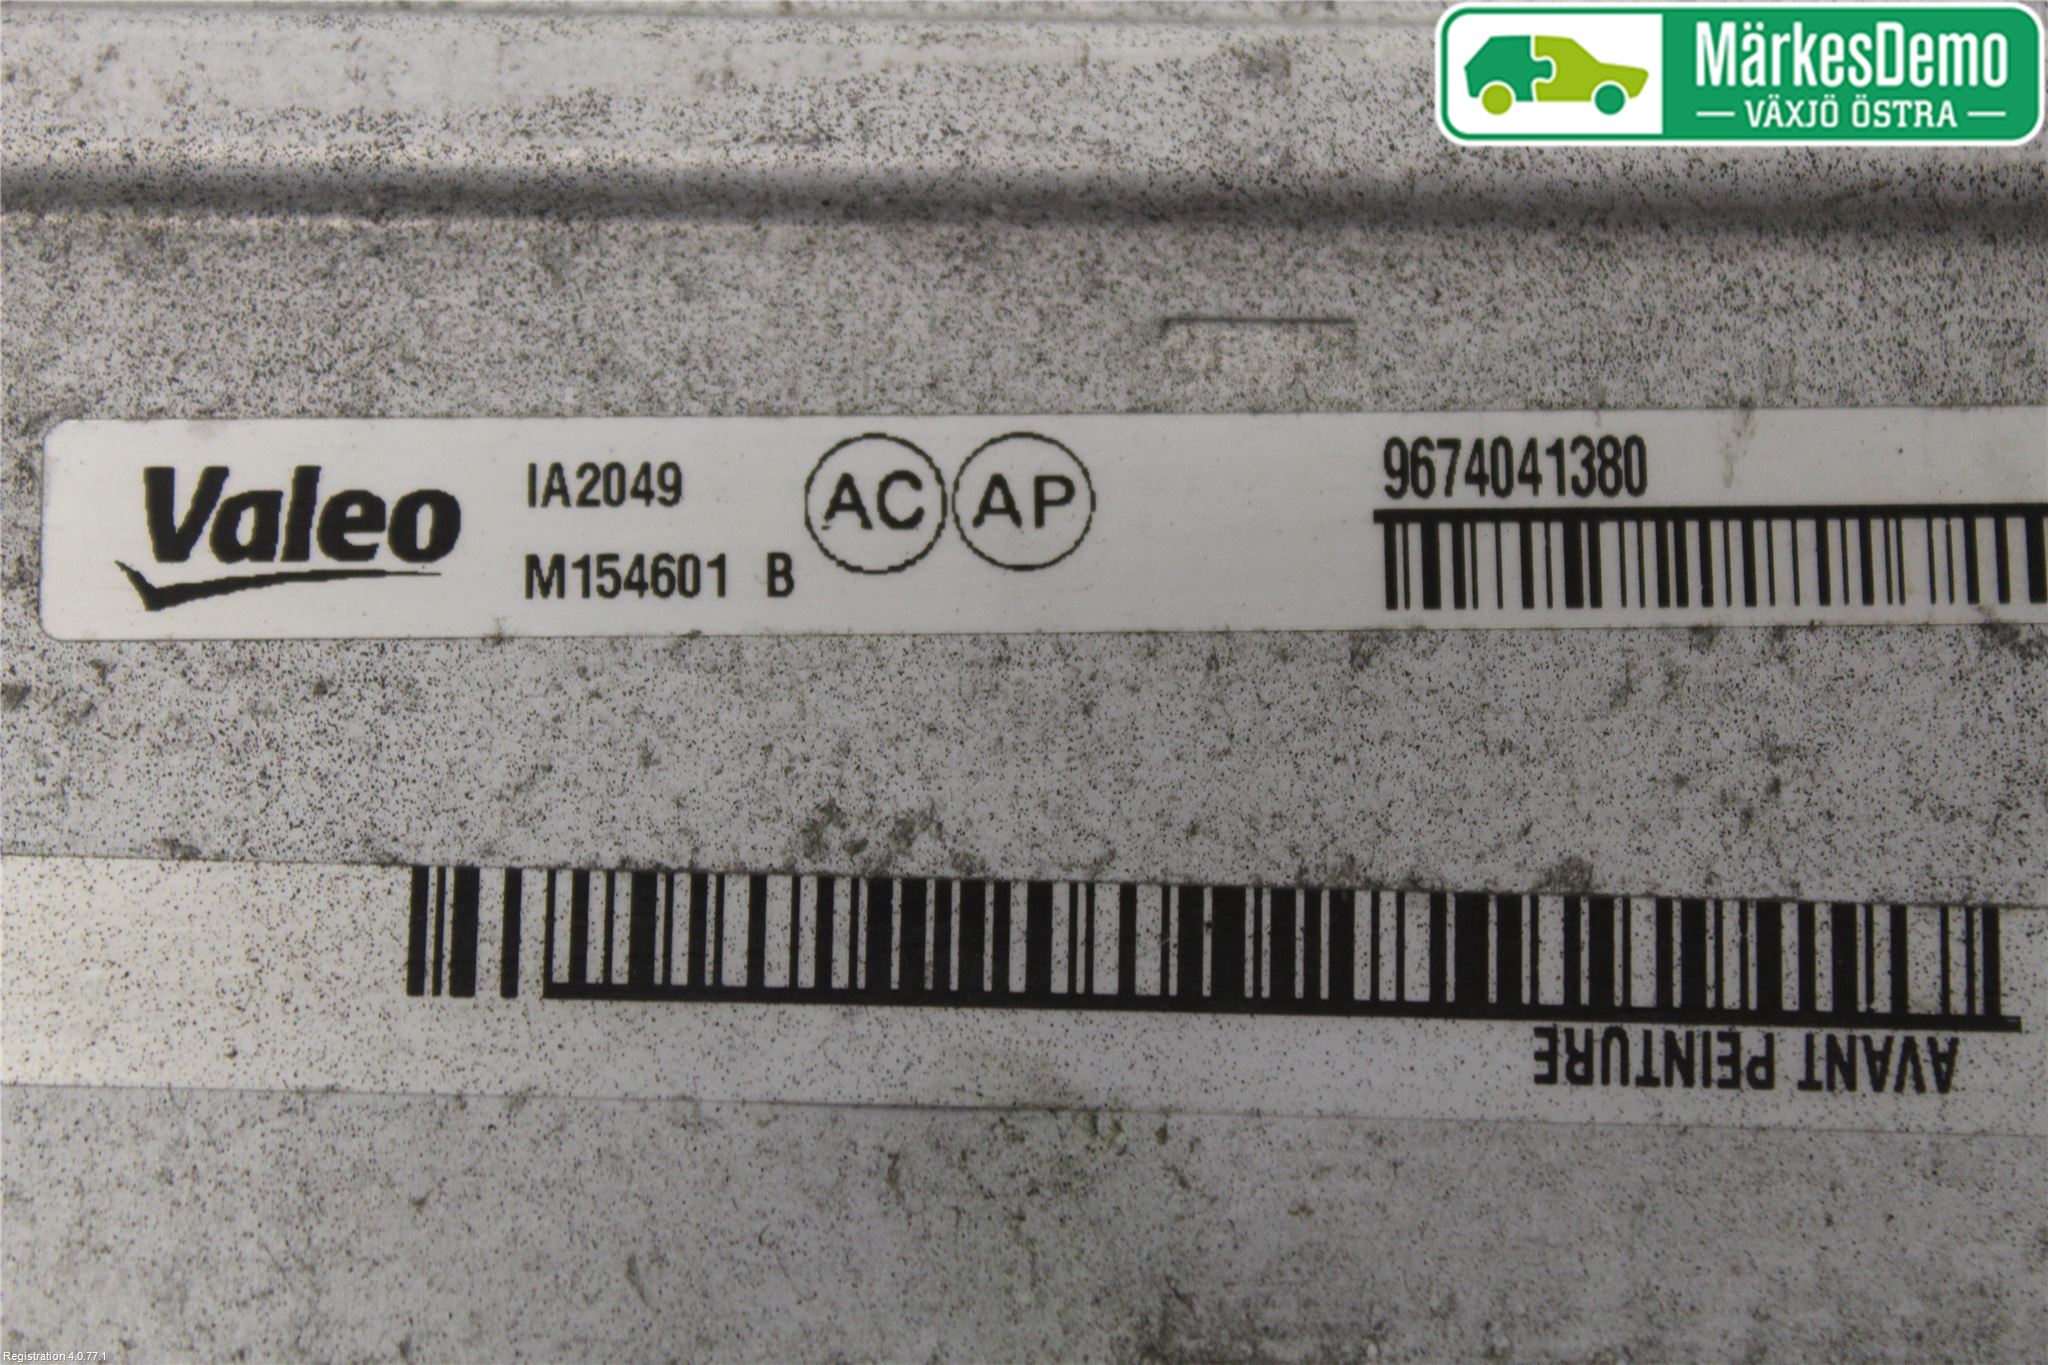 MärkesDemo
VÄXJÖ ÖSTRA
Valeo
IA2049
M154601 B
AC
AP
9674041380
AVANT PEINTURE
Registration 4.0.77.1